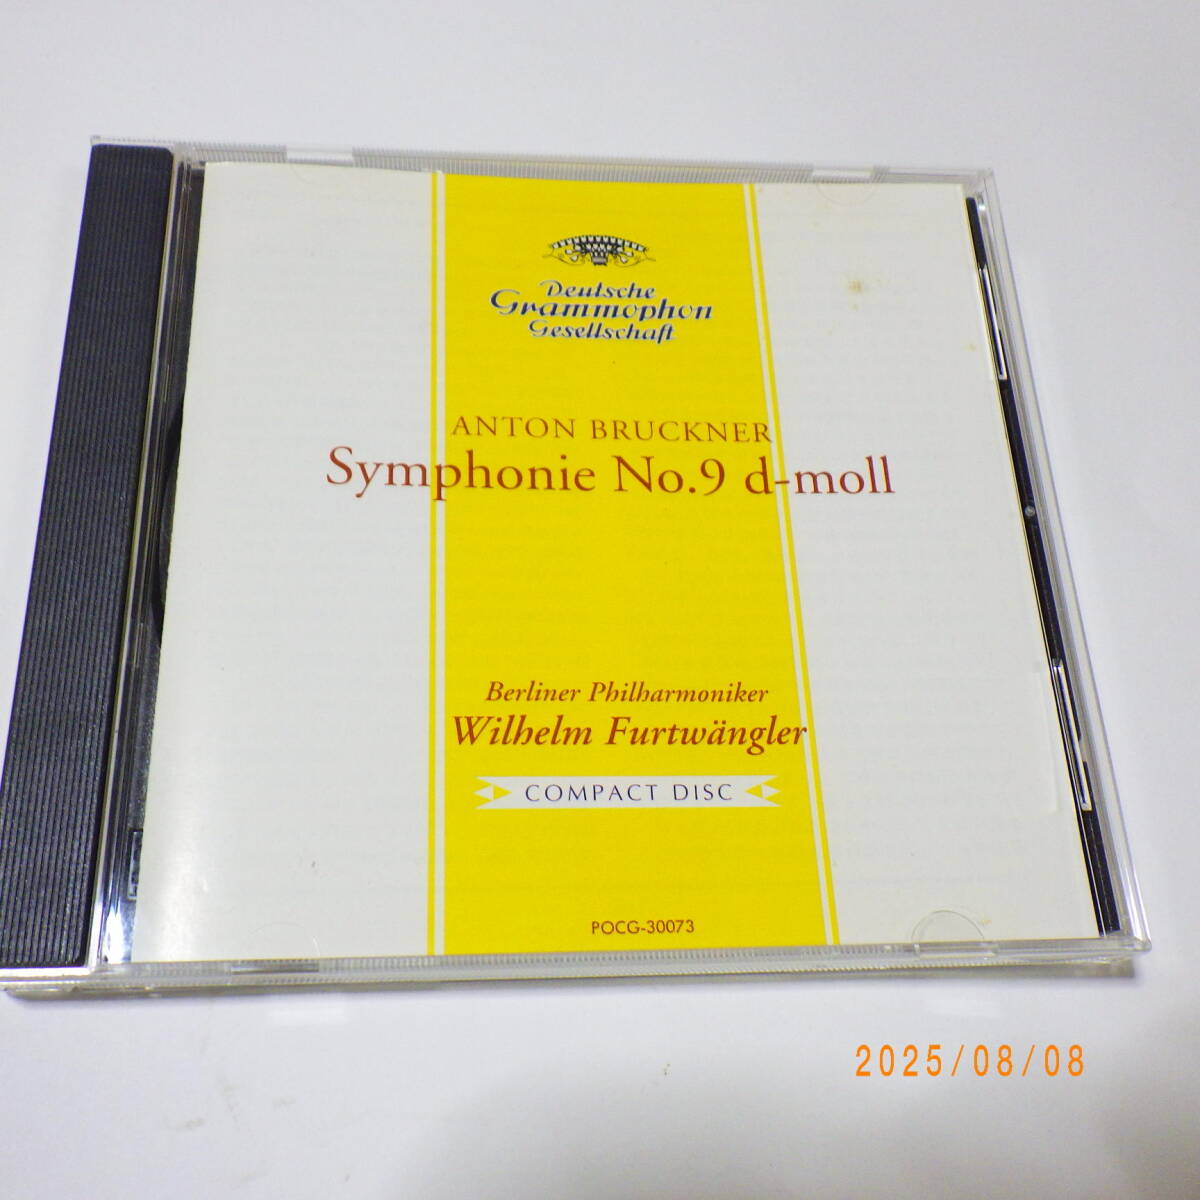 Deutsche
Grammophon
Gesellschaft
ANTON BRUCKNER
Symphonie No.9 d-moll
Berliner Philharmoniker
Wilhelm Furtwängler
COMPACT DISC
POCG-30073
2025/08/08